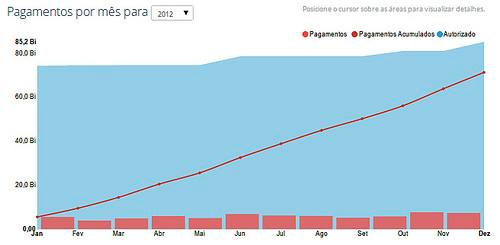 Pagamentos por mês para 2012
Posicione o cursor sobre as áreas para visualizar detalhes.
Pagamentos Pagamentos Acumulados Autorizado
85,2 Bi
80,0 Bi
60,0 Bi
40,0 Bi
20,0 Bi
0,00
Jan Fev Mar Abr Mai Jun Jul Ago Set Out Nov Dez